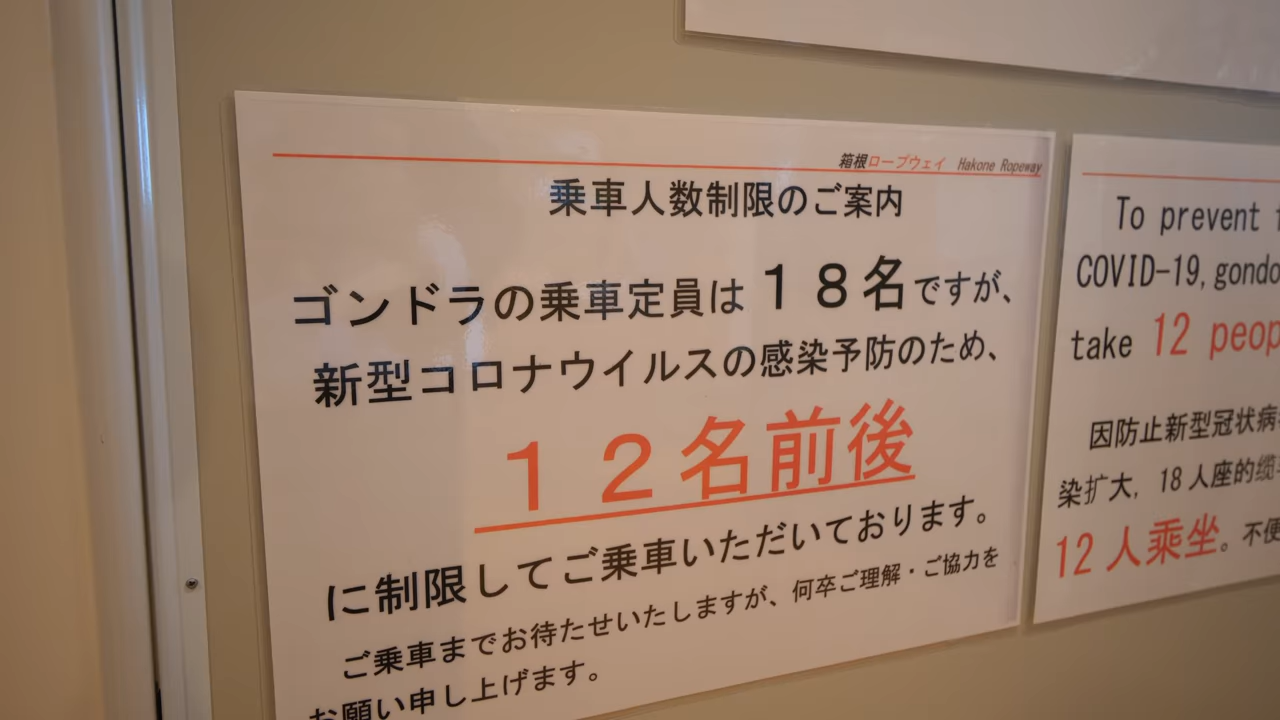 箱根ロープウェイ Hakone Ropeway
乗車人数制限のご案内
ゴンドラの乗車定員は18名ですが、
新型コロナウイルスの感染予防のため、
12名前後
に制限してご乗車いただいております。
ご乗車までお待たせいたしますが、何卒ご理解・ご協力を
お願い申し上げます。
To prevent
COVID-19, gondo
take 12 peop
因防止新型冠状病
染扩大, 18人座的缆
12人乘坐。不便